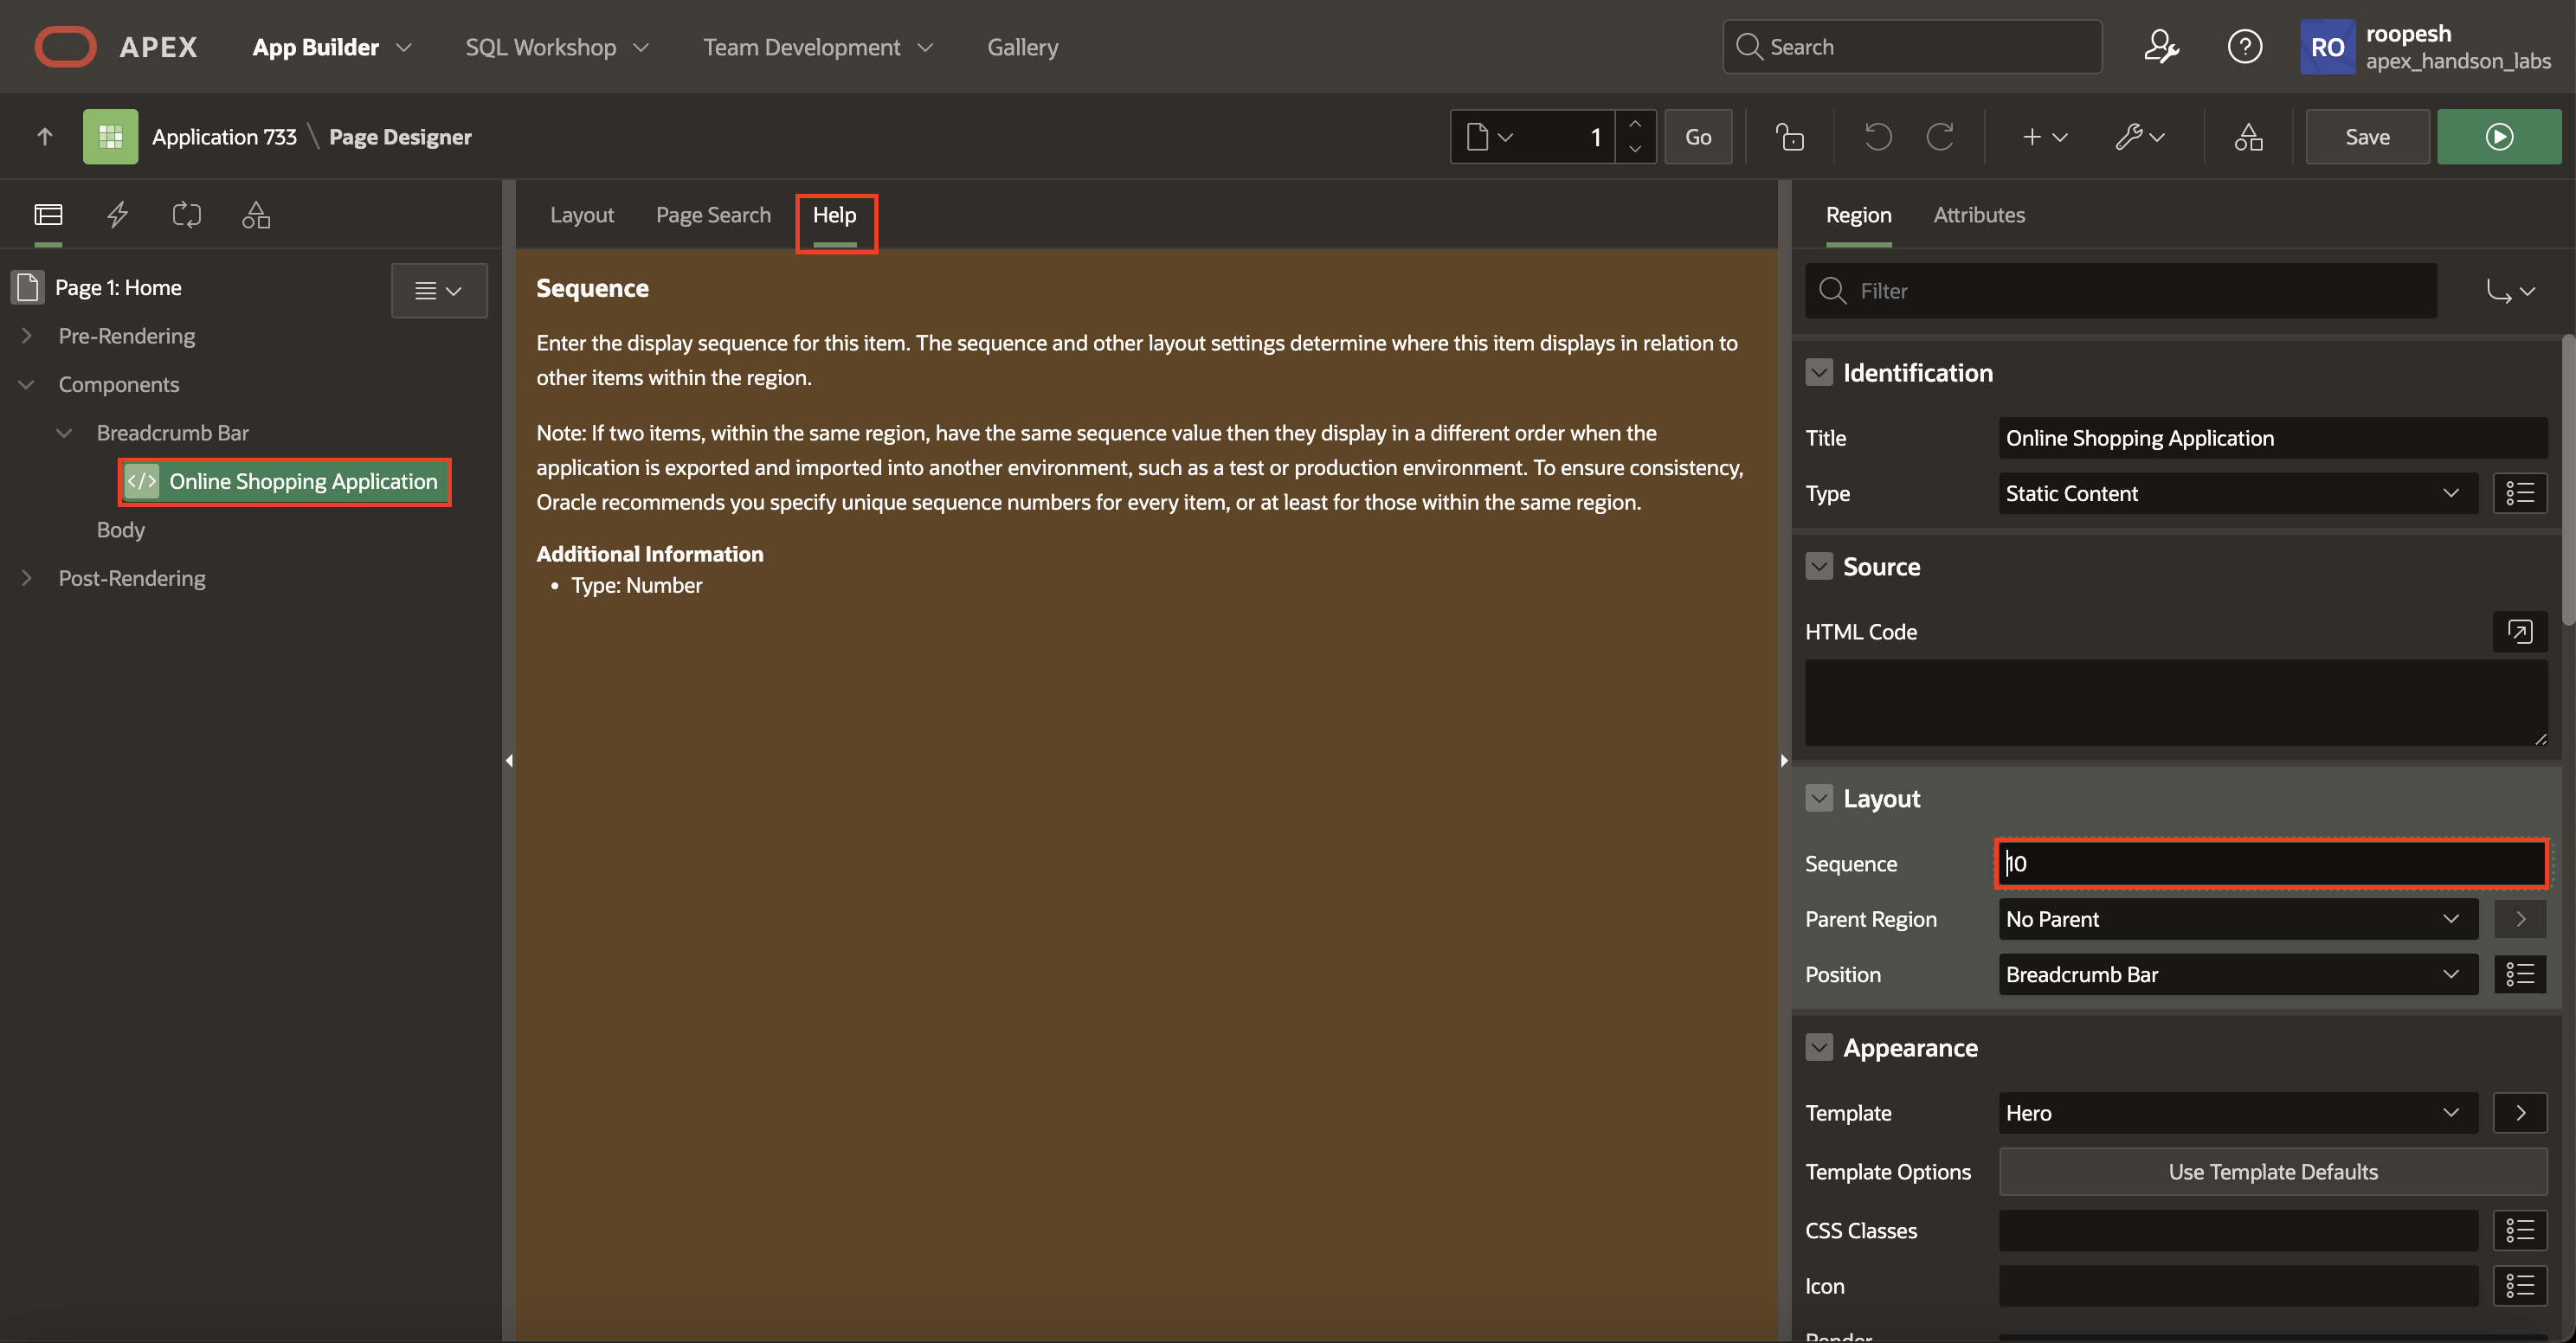 APEX
App Builder
SQL Workshop
Team Development
Gallery
Search
RO
roopesh
apex_handson_labs
Application 733 \ Page Designer
1
Go
Save
Page 1: Home
Pre-Rendering
Components
Breadcrumb Bar
</> Online Shopping Application
Body
Post-Rendering
Layout
Page Search
Help
Sequence
Enter the display sequence for this item. The sequence and other layout settings determine where this item displays in relation to
other items within the region.
Note: If two items, within the same region, have the same sequence value then they display in a different order when the
application is exported and imported into another environment, such as a test or production environment. To ensure consistency,
Oracle recommends you specify unique sequence numbers for every item, or at least for those within the same region.
Additional Information
• Type: Number
Region
Attributes
Filter
Identification
Title Online Shopping Application
Type Static Content
Source
HTML Code
Layout
Sequence 10
Parent Region No Parent
Position Breadcrumb Bar
Appearance
Template Hero
Template Options Use Template Defaults
CSS Classes
Icon